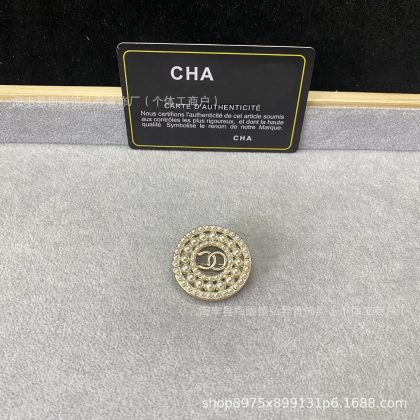 CHA
CARTE D'AUTHENTICITÉ
Nous certifions l'authenticité de cet article soumis
aux contrôles les plus rigoureux, et dont la haute
qualité Symbolise le renom de notre Marque.
CHA
厂（个体工商户）
shop8975x899131p6.1688.com